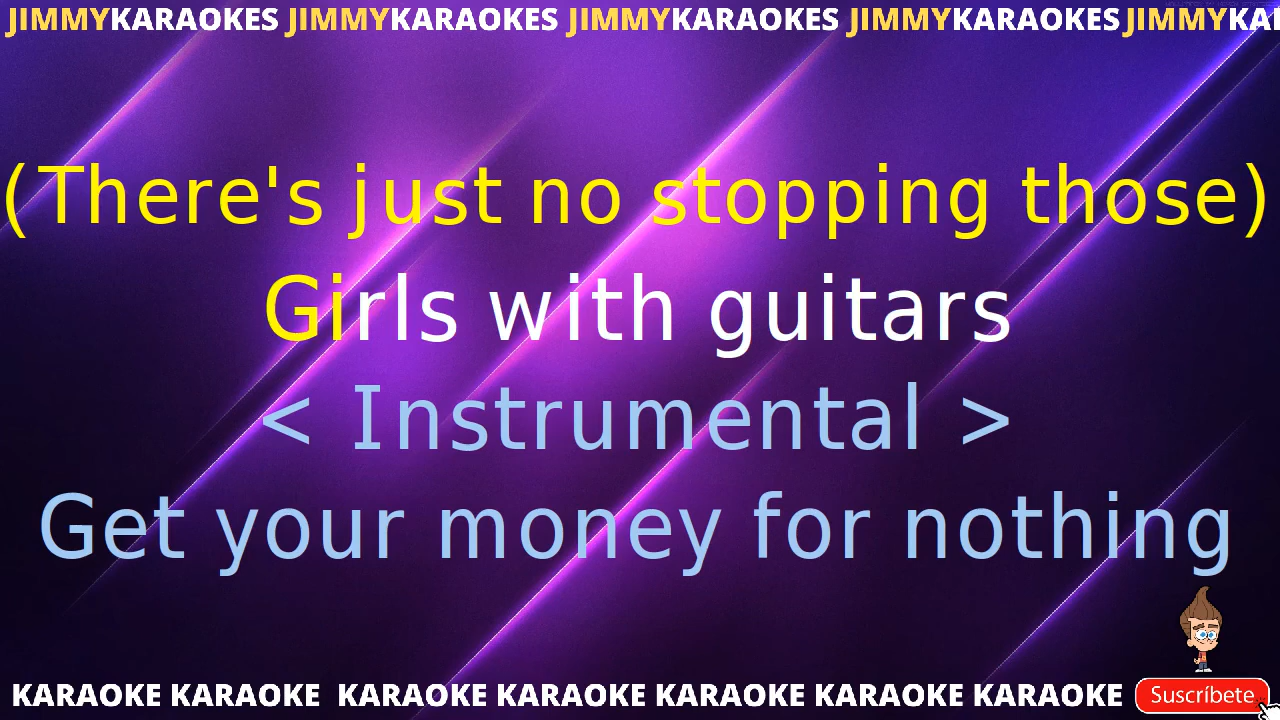 JIMMYKARAOKES JIMMYKARAOKES JIMMYKARAOKES JIMMYKARAOKES JIMMYKA
(There's just no stopping those)
Girls with guitars
< Instrumental >
Get your money for nothing
KARAOKE KARAOKE KARAOKE KARAOKE KARAOKE KARAOKE KARAOKE
Suscríbete